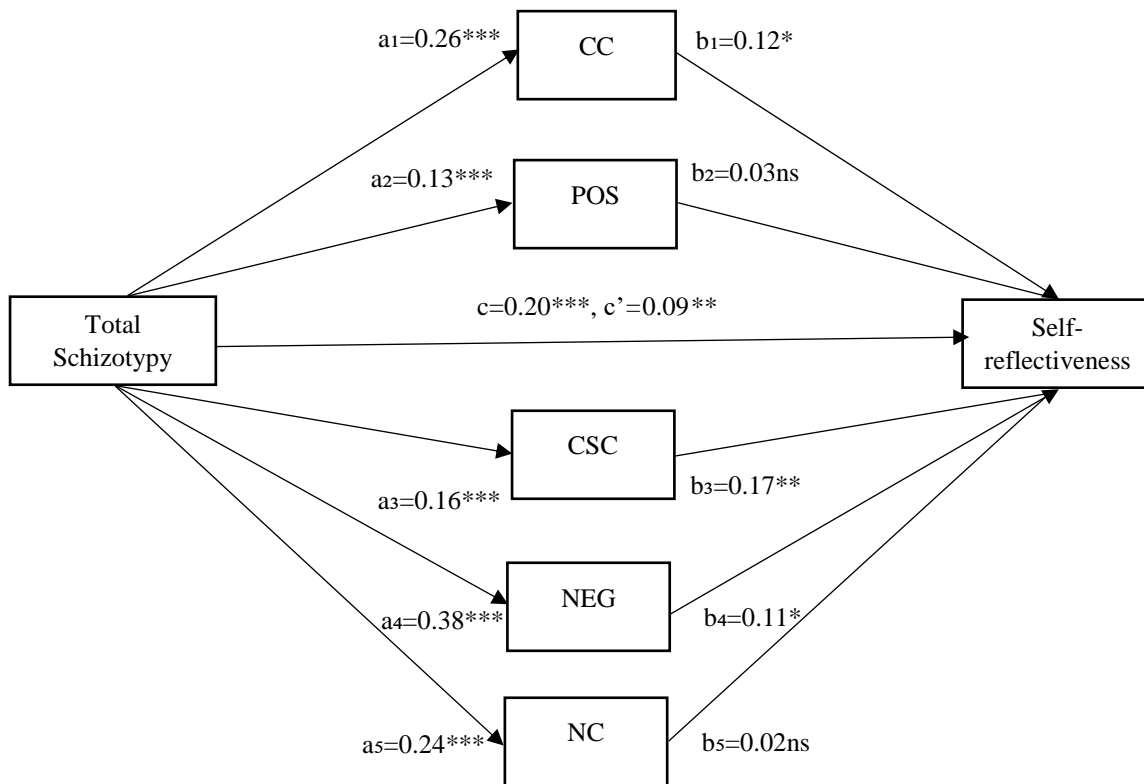 a₁=0.26***
CC
b₁=0.12*
a₂=0.13***
POS
b₂=0.03ns
c=0.20***, c’=0.09**
Total
Schizotypy
Self-
reflectiveness
CSC
a₃=0.16***
b₃=0.17**
NEG
a₄=0.38***
b₄=0.11*
NC
a₅=0.24***
b₅=0.02ns